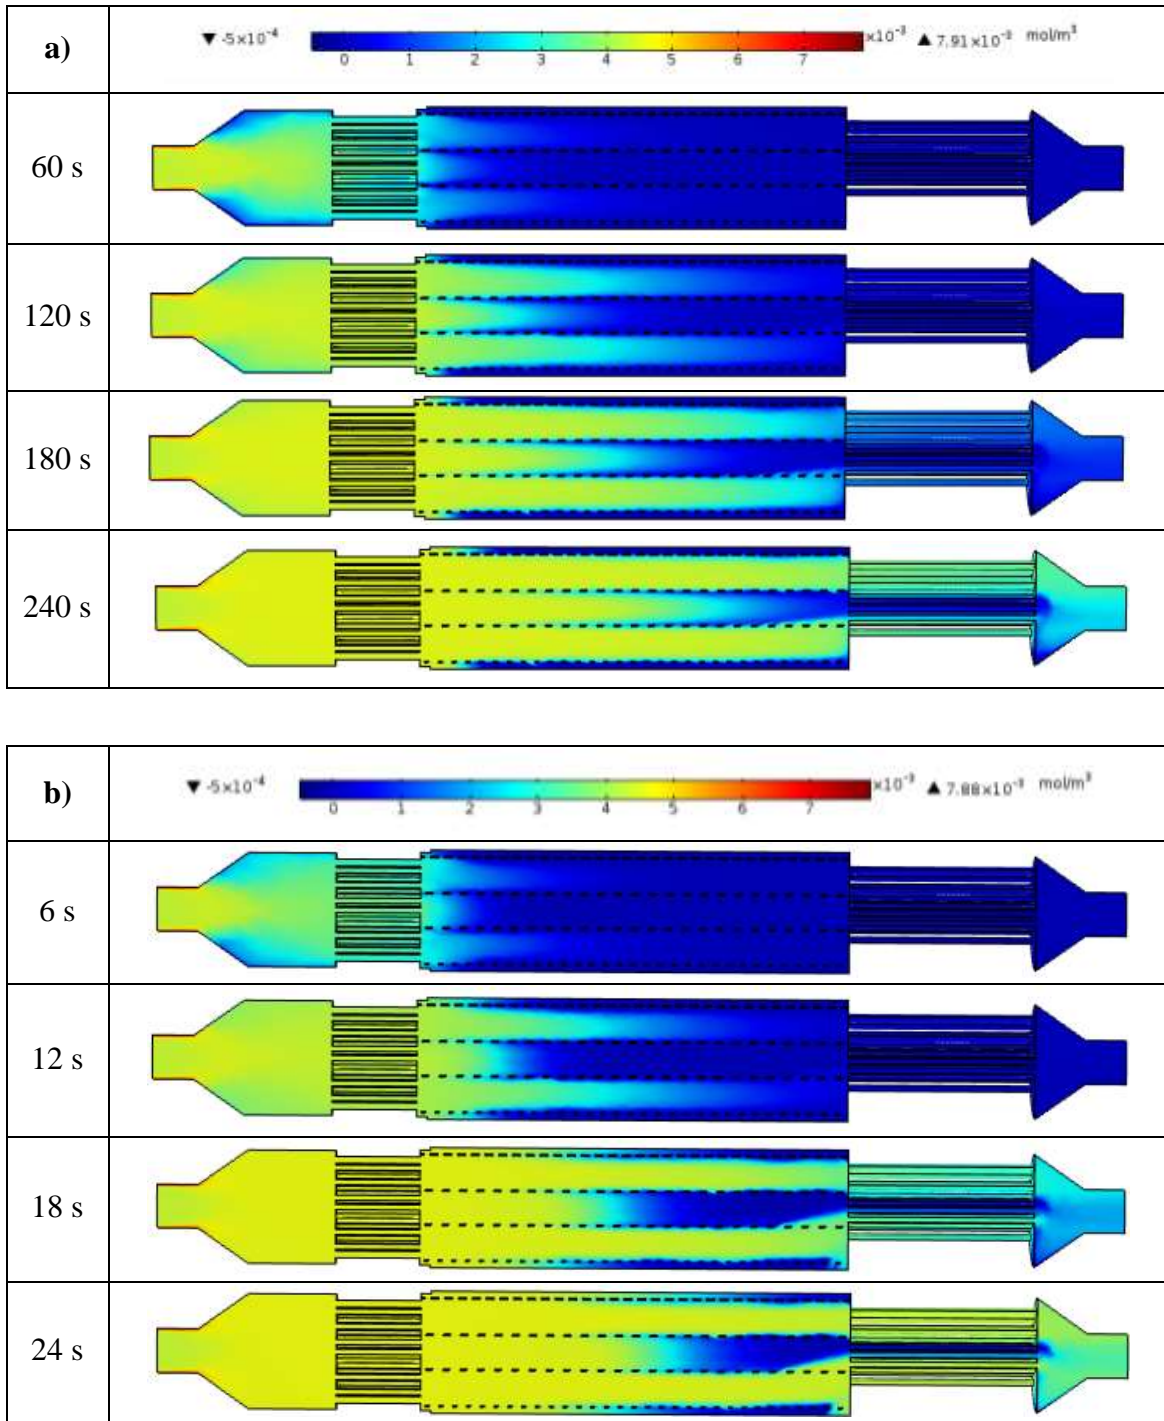 a) ▼ -5×10⁻⁴ ×10⁻³ ▲ 7.91×10⁻³ mol/m³
0 1 2 3 4 5 6 7
60 s
120 s
180 s
240 s
b) ▼ -5×10⁻⁴ ×10⁻³ ▲ 7.88×10⁻³ mol/m³
0 1 2 3 4 5 6 7
6 s
12 s
18 s
24 s